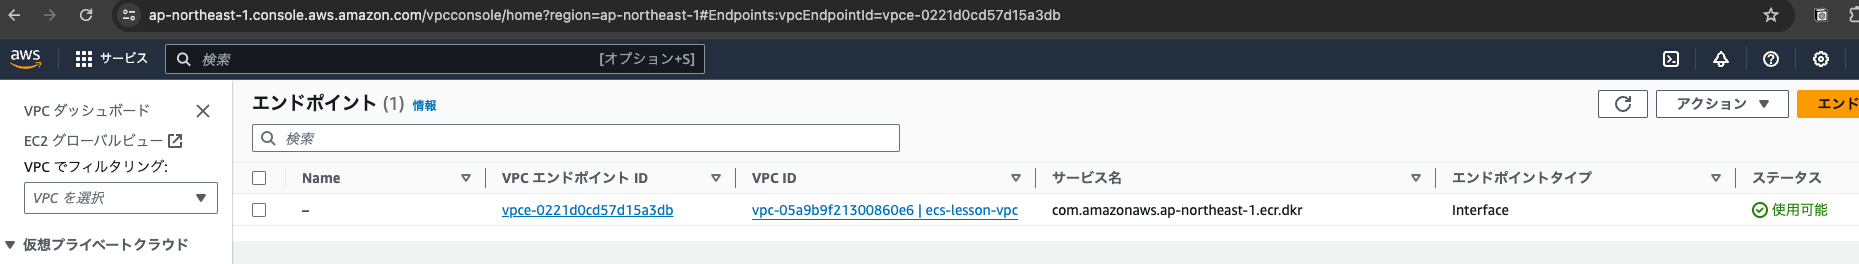 ap-northeast-1.console.aws.amazon.com/vpcconsole/home?region=ap-northeast-1#Endpoints:vpcEndpointId=vpce-0221d0cd57d15a3db
aws サービス 検索 [オプション+S]
VPC ダッシュボード
EC2 グローバルビュー
VPC でフィルタリング:
VPC を選択
仮想プライベートクラウド
エンドポイント (1) 情報
アクション
エンド
検索
Name VPC エンドポイント ID VPC ID サービス名 エンドポイントタイプ ステータス
– vpce-0221d0cd57d15a3db vpc-05a9b9f21300860e6 | ecs-lesson-vpc com.amazonaws.ap-northeast-1.ecr.dkr Interface 使用可能